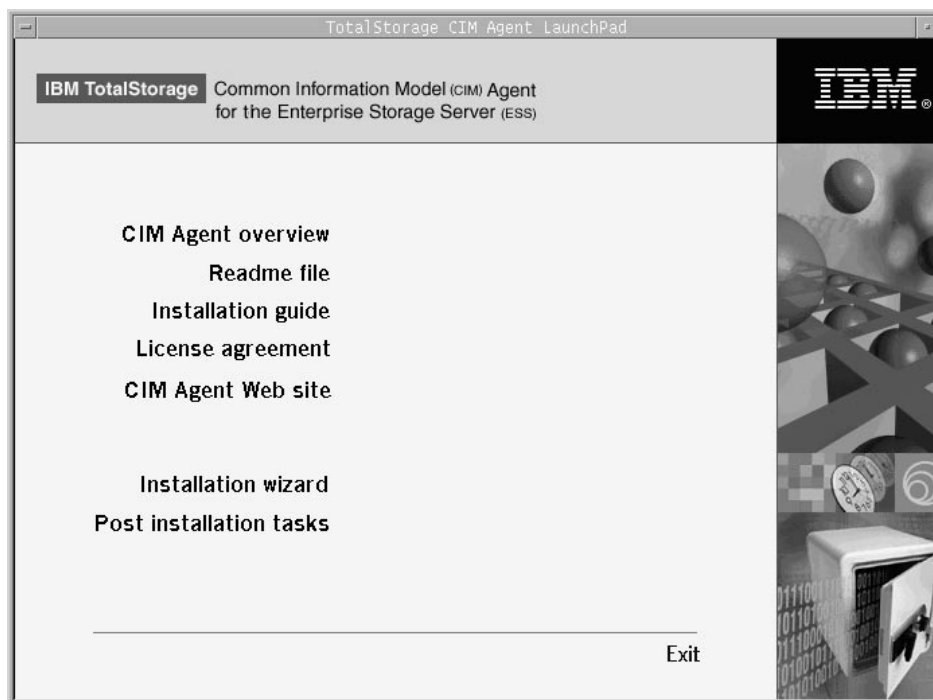 TotalStorage CIM Agent LaunchPad
IBM TotalStorage Common Information Model (CIM) Agent
for the Enterprise Storage Server (ESS)
IBM®
CIM Agent overview
Readme file
Installation guide
License agreement
CIM Agent Web site
Installation wizard
Post installation tasks
Exit